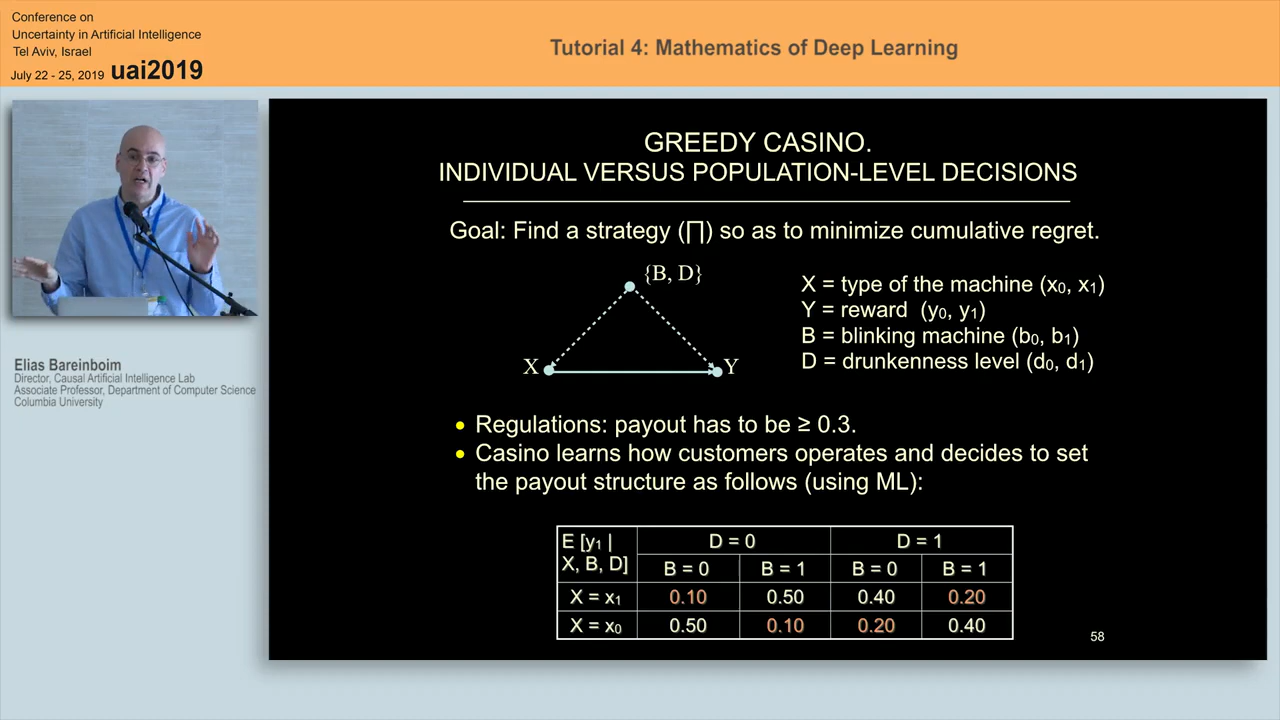 Conference on
Uncertainty in Artificial Intelligence
Tel Aviv, Israel
July 22 - 25, 2019 uai2019
Tutorial 4: Mathematics of Deep Learning
Elias Bareinboim
Director, Causal Artificial Intelligence Lab
Associate Professor, Department of Computer Science
Columbia University
GREEDY CASINO.
INDIVIDUAL VERSUS POPULATION-LEVEL DECISIONS
Goal: Find a strategy (∏) so as to minimize cumulative regret.
{B, D}
X
Y
X = type of the machine (x₀, x₁)
Y = reward (y₀, y₁)
B = blinking machine (b₀, b₁)
D = drunkenness level (d₀, d₁)
• Regulations: payout has to be ≥ 0.3.
• Casino learns how customers operates and decides to set
the payout structure as follows (using ML):
E [y₁ |
X, B, D]
D = 0 D = 1
B = 0 B = 1 B = 0 B = 1
X = x₁ 0.10 0.50 0.40 0.20
X = x₀ 0.50 0.10 0.20 0.40
58